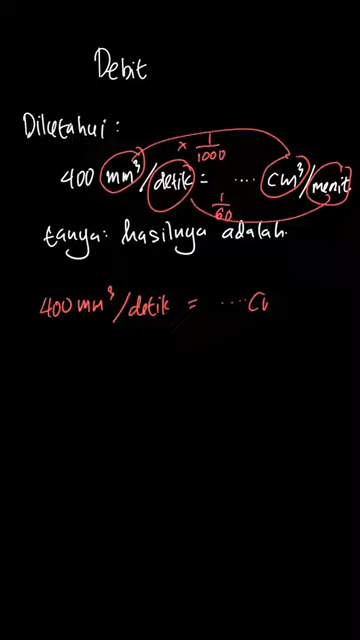 Debit
Diketahui :
× 1/1000
400 mm³/detik = .... cm³/menit
1/60
tanya: hasilnya adalah.
400 mm³/detik = .... C